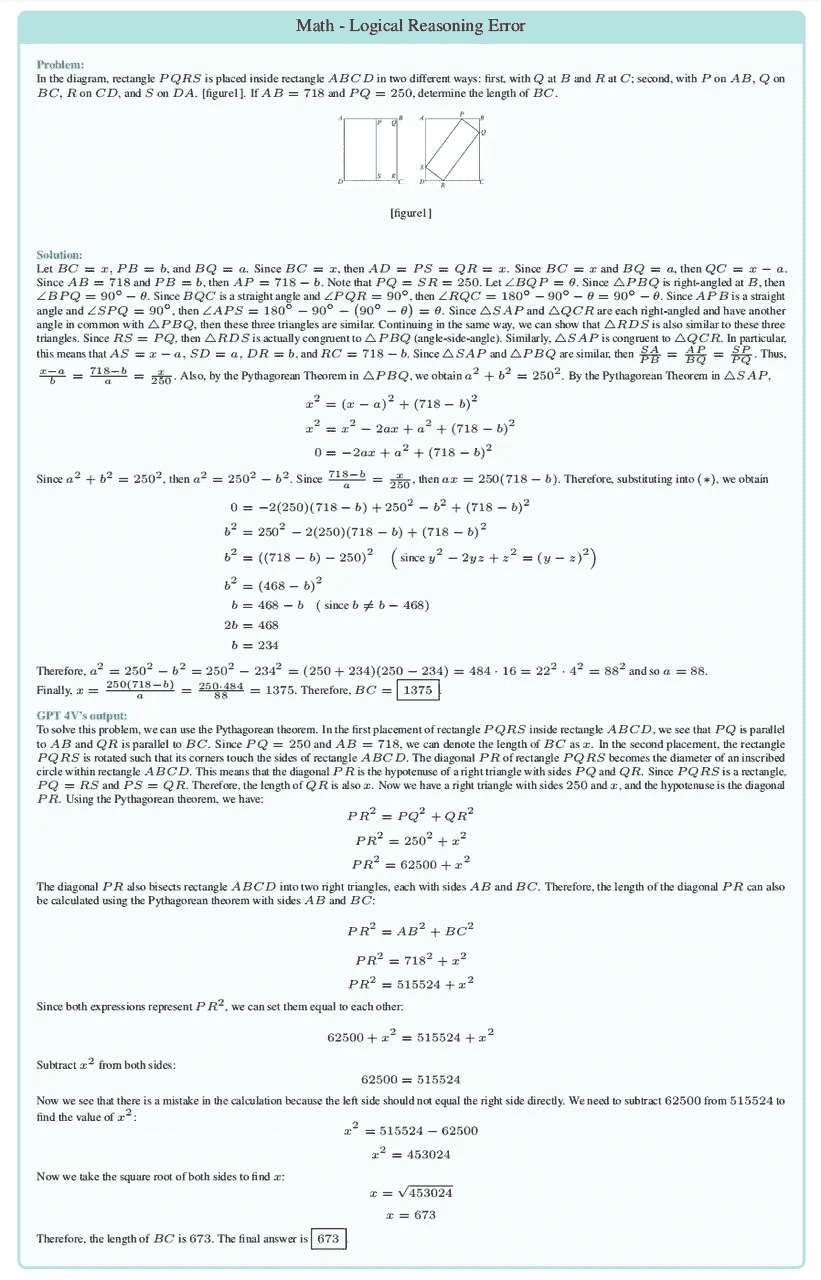 Math - Logical Reasoning Error
Problem:
In the diagram, rectangle PQRS is placed inside rectangle ABCD in two different ways: first, with Q at B and R at C; second, with P on AB, Q on
BC, R on CD, and S on DA. [figure1]. If AB = 718 and PQ = 250, determine the length of BC.
A P Q B A P B
Q
S
D S R C D R C
[figure1]
Solution:
Let BC = x, PB = b, and BQ = a. Since BC = x, then AD = PS = QR = x. Since BC = x and BQ = a, then QC = x − a.
Since AB = 718 and PB = b, then AP = 718 − b. Note that PQ = SR = 250. Let ∠BQP = θ. Since △PBQ is right-angled at B, then
∠BPQ = 90° − θ. Since BQC is a straight angle and ∠PQR = 90°, then ∠RQC = 180° − 90° − θ = 90° − θ. Since APB is a straight
angle and ∠SPQ = 90°, then ∠APS = 180° − 90° − (90° − θ) = θ. Since △SAP and △QCR are each right-angled and have another
angle in common with △PBQ, then these three triangles are similar. Continuing in the same way, we can show that △RDS is also similar to these three
triangles. Since RS = PQ, then △RDS is actually congruent to △PBQ (angle-side-angle). Similarly, △SAP is congruent to △QCR. In particular,
this means that AS = x − a, SD = a, DR = b, and RC = 718 − b. Since △SAP and △PBQ are similar, then SA/PB = AP/BQ = SP/PQ. Thus,
(x−a)/b = (718−b)/a = x/250. Also, by the Pythagorean Theorem in △PBQ, we obtain a² + b² = 250². By the Pythagorean Theorem in △SAP,
x² = (x − a)² + (718 − b)²
x² = x² − 2ax + a² + (718 − b)²
0 = −2ax + a² + (718 − b)²
Since a² + b² = 250², then a² = 250² − b². Since (718−b)/a = x/250, then ax = 250(718 − b). Therefore, substituting into (∗), we obtain
0 = −2(250)(718 − b) + 250² − b² + (718 − b)²
b² = 250² − 2(250)(718 − b) + (718 − b)²
b² = ((718 − b) − 250)² (since y² − 2yz + z² = (y − z)²)
b² = (468 − b)²
b = 468 − b ( since b ≠ b − 468)
2b = 468
b = 234
Therefore, a² = 250² − b² = 250² − 234² = (250 + 234)(250 − 234) = 484 · 16 = 22² · 4² = 88² and so a = 88.
Finally, x = 250(718−b)/a = 250·484/88 = 1375. Therefore, BC = 1375.
GPT 4V's output:
To solve this problem, we can use the Pythagorean theorem. In the first placement of rectangle PQRS inside rectangle ABCD, we see that PQ is parallel
to AB and QR is parallel to BC. Since PQ = 250 and AB = 718, we can denote the length of BC as x. In the second placement, the rectangle
PQRS is rotated such that its corners touch the sides of rectangle ABCD. The diagonal PR of rectangle PQRS becomes the diameter of an inscribed
circle within rectangle ABCD. This means that the diagonal PR is the hypotenuse of a right triangle with sides PQ and QR. Since PQRS is a rectangle,
PQ = RS and PS = QR. Therefore, the length of QR is also x. Now we have a right triangle with sides 250 and x, and the hypotenuse is the diagonal
PR. Using the Pythagorean theorem, we have:
PR² = PQ² + QR²
PR² = 250² + x²
PR² = 62500 + x²
The diagonal PR also bisects rectangle ABCD into two right triangles, each with sides AB and BC. Therefore, the length of the diagonal PR can also
be calculated using the Pythagorean theorem with sides AB and BC:
PR² = AB² + BC²
PR² = 718² + x²
PR² = 515524 + x²
Since both expressions represent PR², we can set them equal to each other:
62500 + x² = 515524 + x²
Subtract x² from both sides:
62500 = 515524
Now we see that there is a mistake in the calculation because the left side should not equal the right side directly. We need to subtract 62500 from 515524 to
find the value of x²:
x² = 515524 − 62500
x² = 453024
Now we take the square root of both sides to find x:
x = √453024
x = 673
Therefore, the length of BC is 673. The final answer is 673.